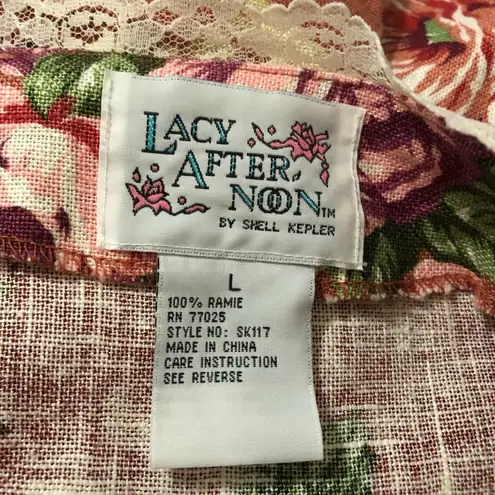 LACY
AFTER
NOON TM
BY SHELL KEPLER
L
100% RAMIE
RN 77025
STYLE NO: SK117
MADE IN CHINA
CARE INSTRUCTION
SEE REVERSE